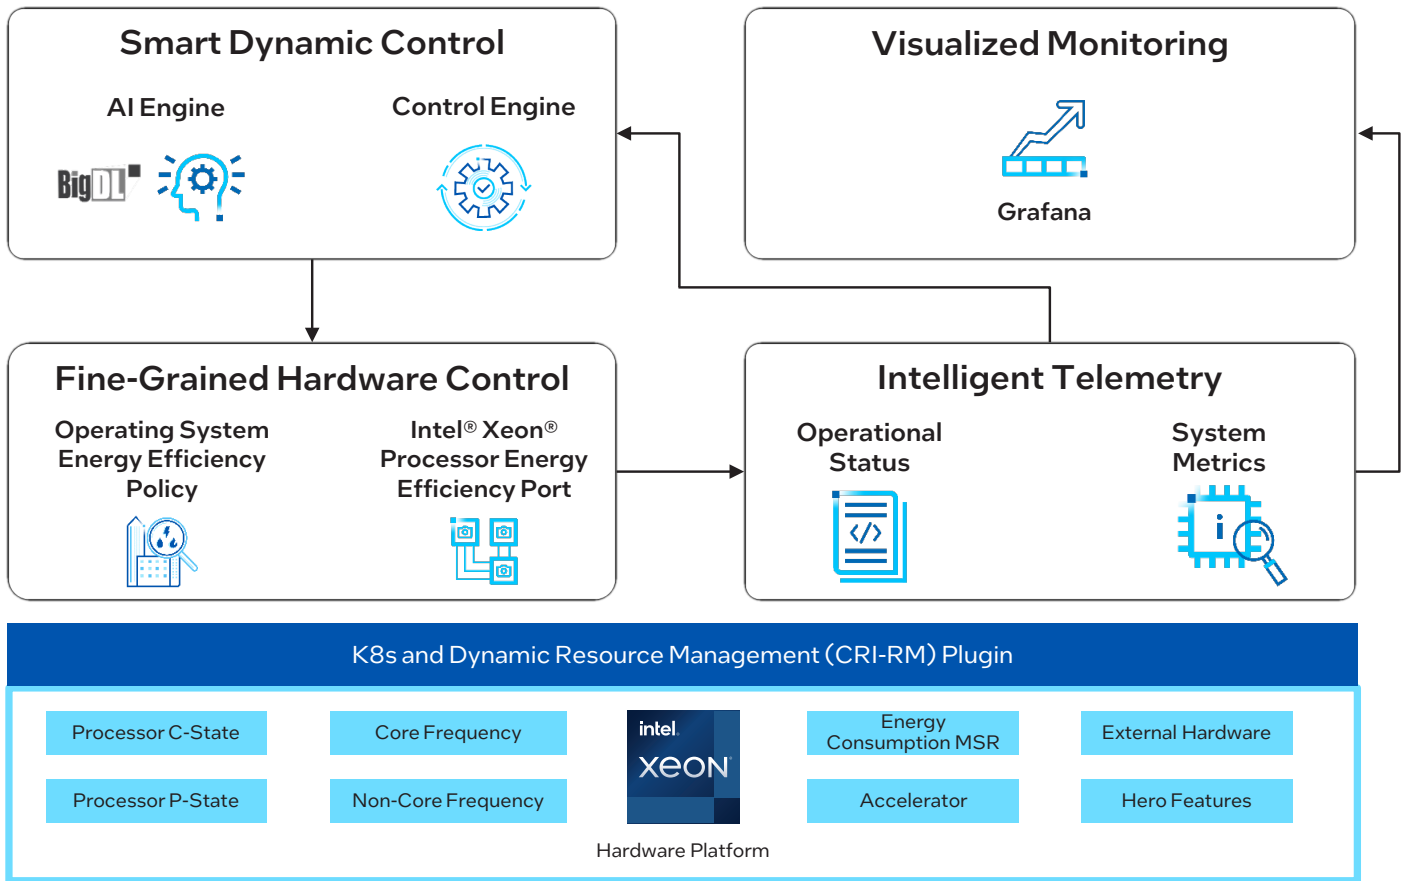 Smart Dynamic Control
AI Engine
Control Engine
BigDL
Visualized Monitoring
Grafana
Fine-Grained Hardware Control
Operating System
Energy Efficiency
Policy
Intel® Xeon®
Processor Energy
Efficiency Port
Intelligent Telemetry
Operational
Status
</>
System
Metrics
i
K8s and Dynamic Resource Management (CRI-RM) Plugin
Processor C-State
Core Frequency
intel.
xeon®
Energy
Consumption MSR
External Hardware
Processor P-State
Non-Core Frequency
Accelerator
Hero Features
Hardware Platform